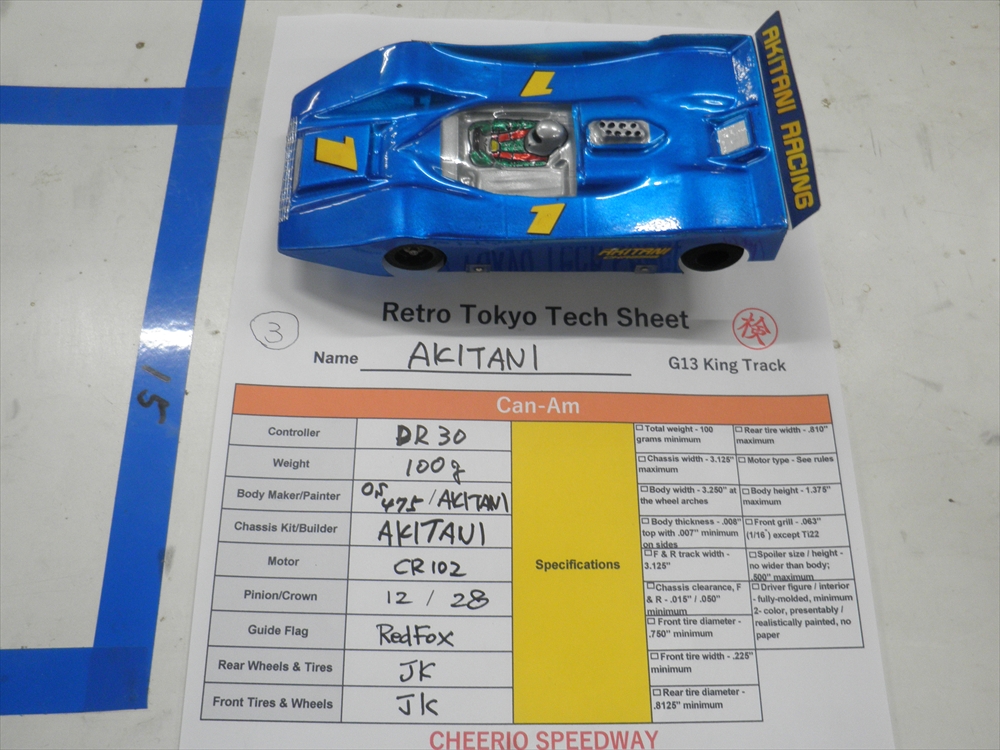 AKITANI RACING
1
1
1
AKITANI
Retro Tokyo Tech Sheet
検
3
Name AKITANI
G13 King Track
15
Can-Am
Controller DR30
Weight 100g
Body Maker/Painter OS 475/AKITANI
Chassis Kit/Builder AKITANI
Motor CR102
Pinion/Crown 12 / 28
Guide Flag RedFox
Rear Wheels & Tires JK
Front Tires & Wheels JK
Specifications
Total weight - 100
grams minimum
Chassis width - 3.125"
maximum
Body width - 3.250" at
the wheel arches
Body thickness - .008"
top with .007" minimum
on sides
F & R track width -
3.125"
Chassis clearance, F
& R - .015" / .050"
minimum
Front tire diameter -
.750" minimum
Front tire width - .225"
minimum
Rear tire diameter -
.8125" minimum
Rear tire width - .810"
maximum
Motor type - See rules
Body height - 1.375"
maximum
Front grill - .063"
(1/16") except Ti22
Spoiler size / height -
no wider than body;
.500" maximum
Driver figure / interior
- fully-molded, minimum
2- color, presentably /
realistically painted, no
paper
CHEERIO SPEEDWAY